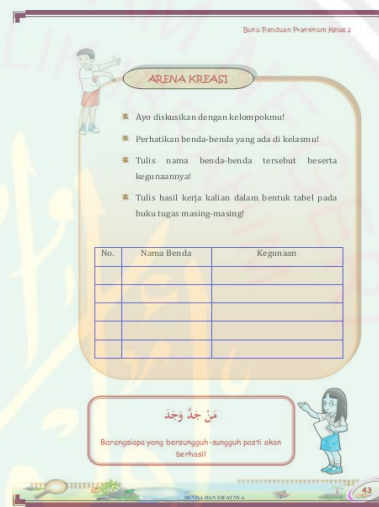 Buku Panduan Praktikum Kelas 2
ARENA KREASI
Ayo diskusikan dengan kelompokmu!
Perhatikan benda-benda yang ada di kelasmu!
Tulis nama benda-benda tersebut beserta
kegunaannya!
Tulis hasil kerja kalian dalam bentuk tabel pada
buku tugas masing-masing!
No. Nama Benda Kegunaan
مَنْ جَدَّ وَجَدَ
Barangsiapa yang bersungguh-sungguh pasti akan
berhasil
43
BENDA DAN SIFATNYA